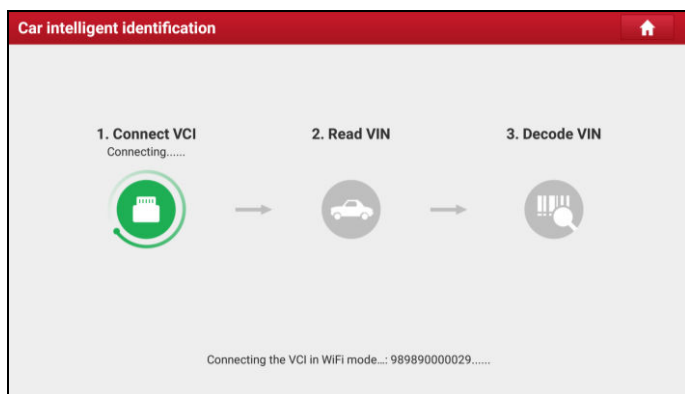 Car intelligent identification
1. Connect VCI
Connecting......
2. Read VIN
3. Decode VIN
Connecting the VCI in WiFi mode...: 989890000029......